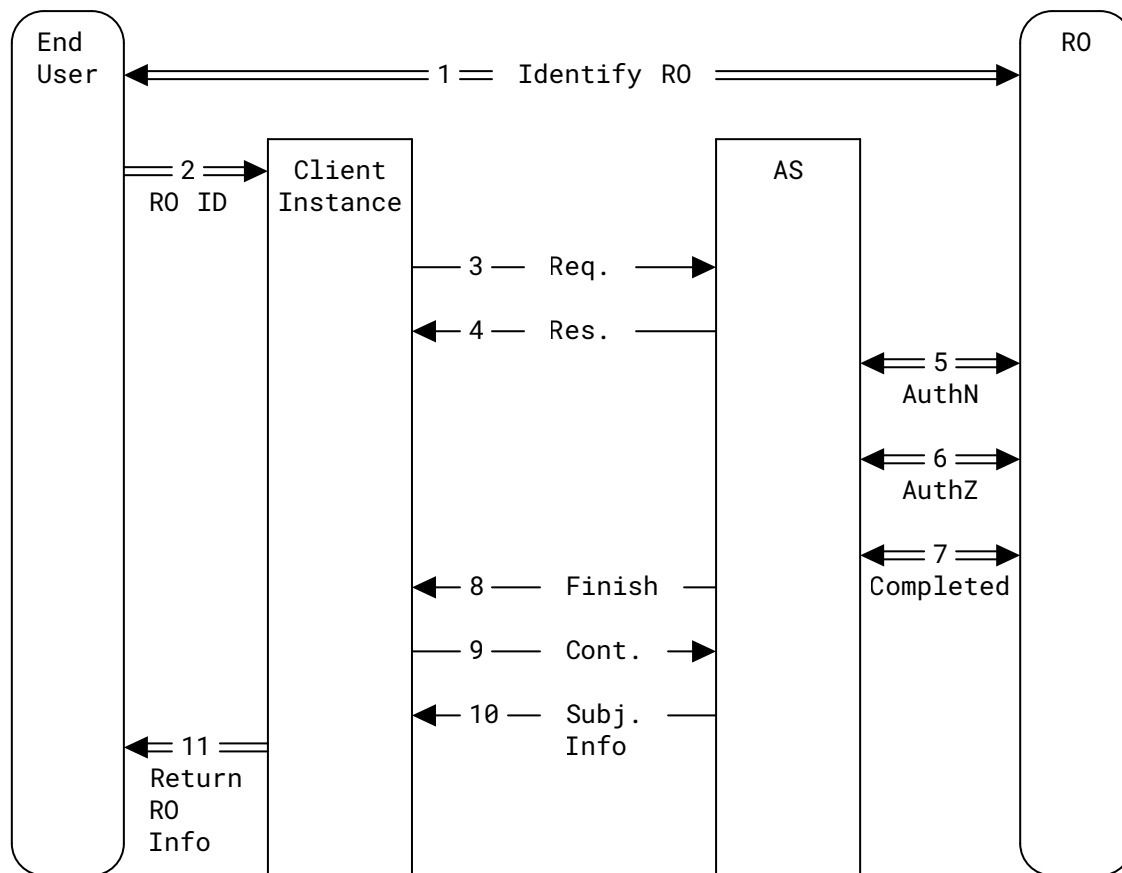 End
User
RO
1 Identify RO
2
RO ID
Client
Instance
AS
3 Req.
4 Res.
5
AuthN
6
AuthZ
7
Completed
8 Finish
9 Cont.
10 Subj.
Info
11
Return
RO
Info